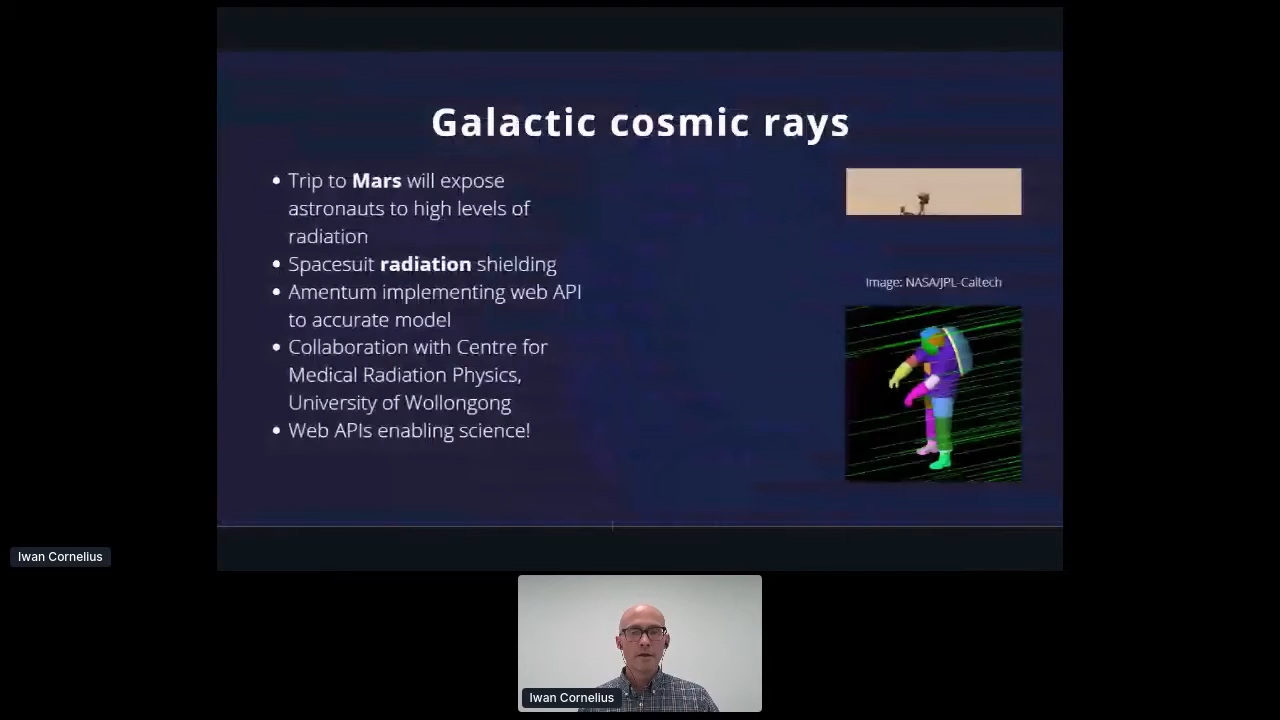 Galactic cosmic rays
• Trip to Mars will expose
astronauts to high levels of
radiation
• Spacesuit radiation shielding
• Amentum implementing web API
to accurate model
• Collaboration with Centre for
Medical Radiation Physics,
University of Wollongong
• Web APIs enabling science!
Image: NASA/JPL-Caltech
Iwan Cornelius
Iwan Cornelius